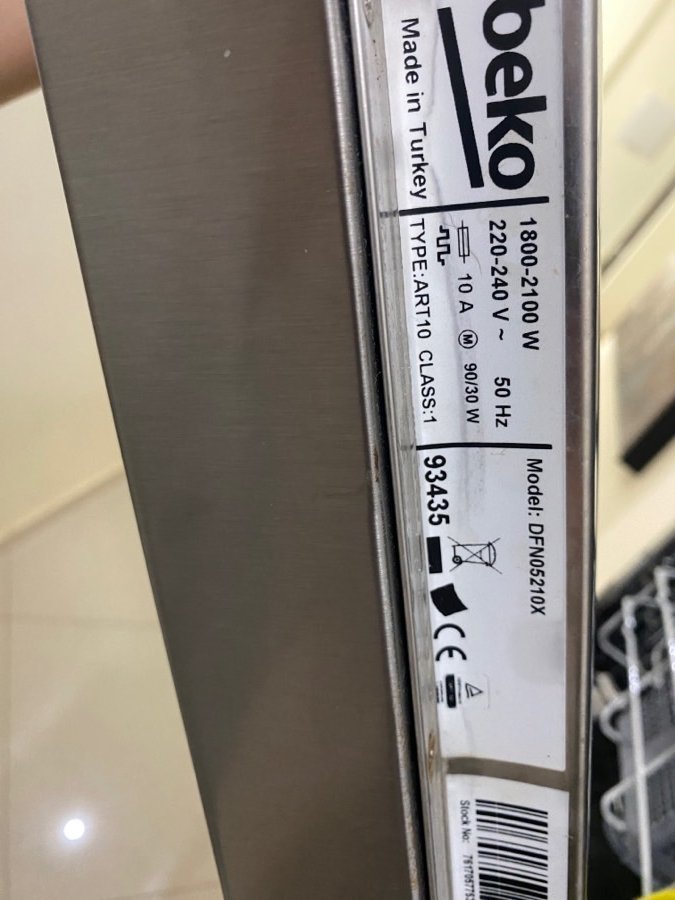 beko
Made in Turkey
1800-2100 W
220-240 V ~ 50 Hz
10 A M 90/30 W
TYPE:ART10 CLASS:1
Model: DFN05210X
93435
CE
Stock No: